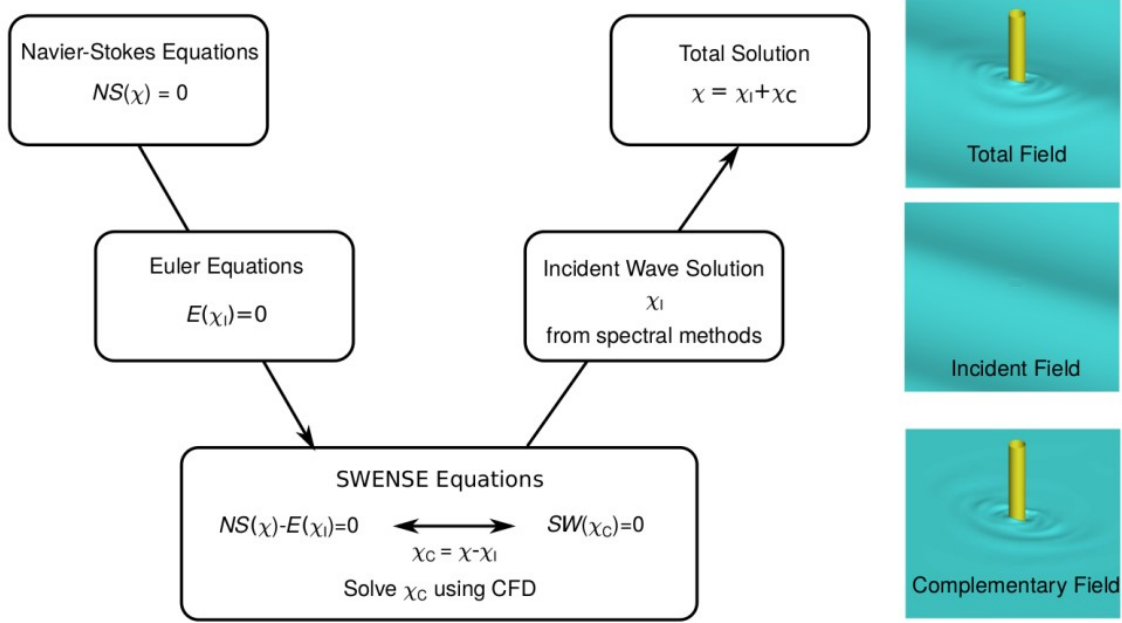 Navier-Stokes Equations
NS(χ) = 0
Total Solution
χ = χI+χC
Total Field
Euler Equations
E(χI)=0
Incident Wave Solution
χI
from spectral methods
Incident Field
SWENSE Equations
NS(χ)-E(χI)=0
SW(χC)=0
χC = χ-χI
Solve χC using CFD
Complementary Field